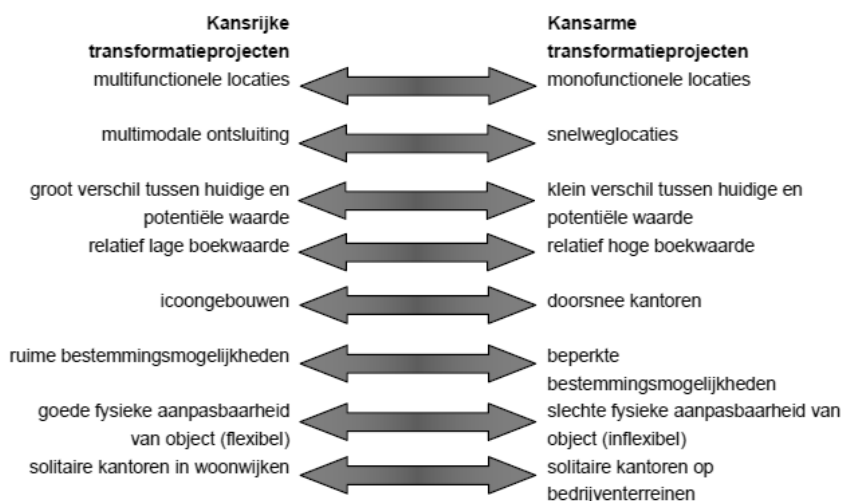 Kansrijke
transformatieprojecten
Kansarme
transformatieprojecten
multifunctionele locaties
monofunctionele locaties
multimodale ontsluiting
snelweglocaties
groot verschil tussen huidige en
potentiële waarde
klein verschil tussen huidige en
potentiële waarde
relatief lage boekwaarde
relatief hoge boekwaarde
icoongebouwen
doorsnee kantoren
ruime bestemmingsmogelijkheden
beperkte
bestemmingsmogelijkheden
goede fysieke aanpasbaarheid
van object (flexibel)
slechte fysieke aanpasbaarheid van
object (inflexibel)
solitaire kantoren in woonwijken
solitaire kantoren op
bedrijventerreinen